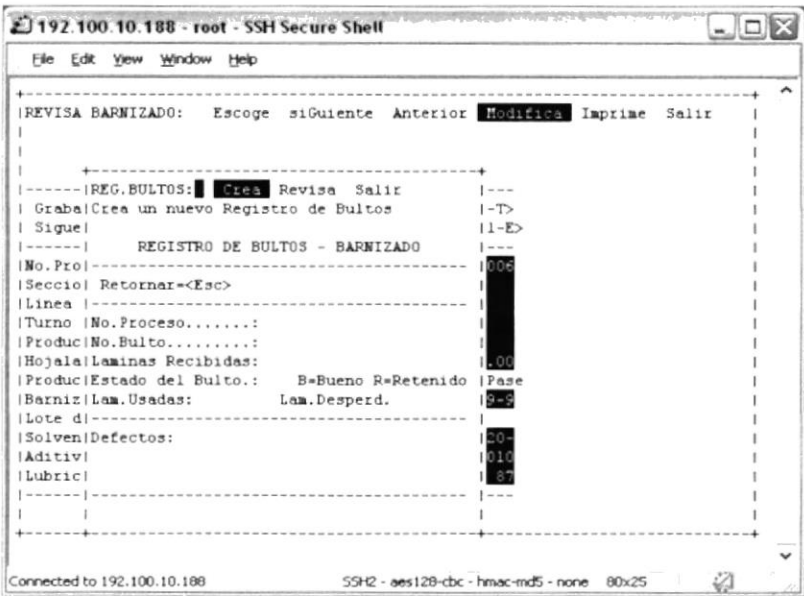 192.100.10.188 - root - SSH Secure Shell
File Edit View Window Help
REVISA BARNIZADO: Escoge siGuiente Anterior Modifica Imprime Salir
REG.BULTOS: Crea Revisa Salir
Graba Crea un nuevo Registro de Bultos -T>
Sigue 1-E>
REGISTRO DE BULTOS - BARNIZADO
No.Pro 006
Seccio Retornar=<Esc>
Linea
Turno No.Proceso.......:
Produc No.Bulto.........:
Hojala Laminas Recibidas: .00
Produc Estado del Bulto.: B=Bueno R=Retenido Pase
Barniz Lam.Usadas: Lam.Desperd. 9-9
Lote d
Solven Defectos: 20-
Aditiv 010
Lubric 87
Connected to 192.100.10.188 SSH2 - aes128-cbc - hmac-md5 - none 80x25